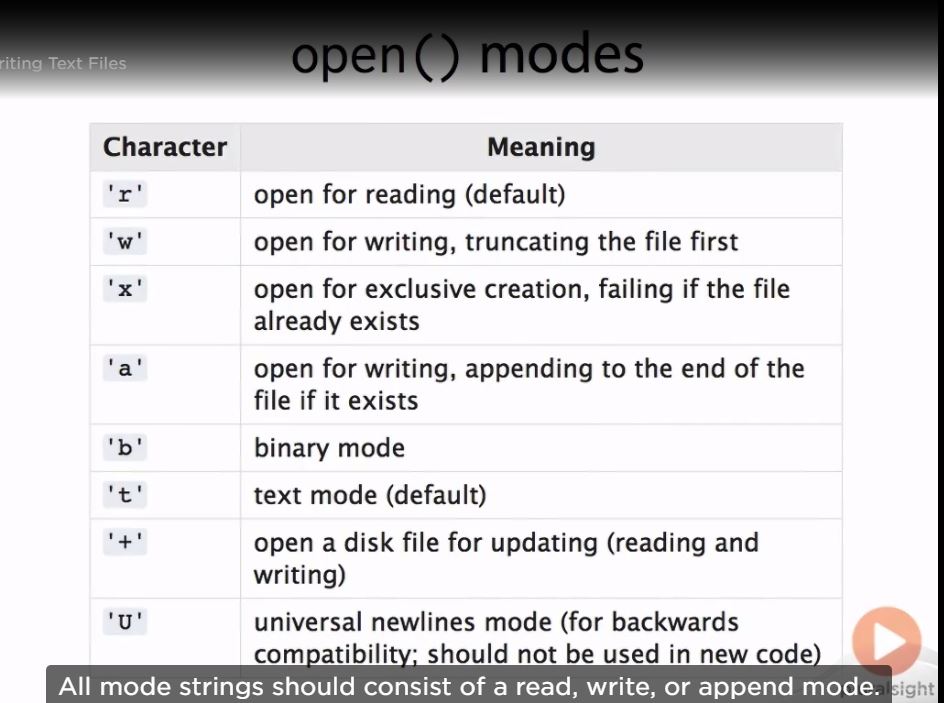 open() modes
riting Text Files
Character Meaning
'r' open for reading (default)
'w' open for writing, truncating the file first
'x' open for exclusive creation, failing if the file
already exists
'a' open for writing, appending to the end of the
file if it exists
'b' binary mode
't' text mode (default)
'+' open a disk file for updating (reading and
writing)
'U' universal newlines mode (for backwards
compatibility; should not be used in new code)
All mode strings should consist of a read, write, or append mode.